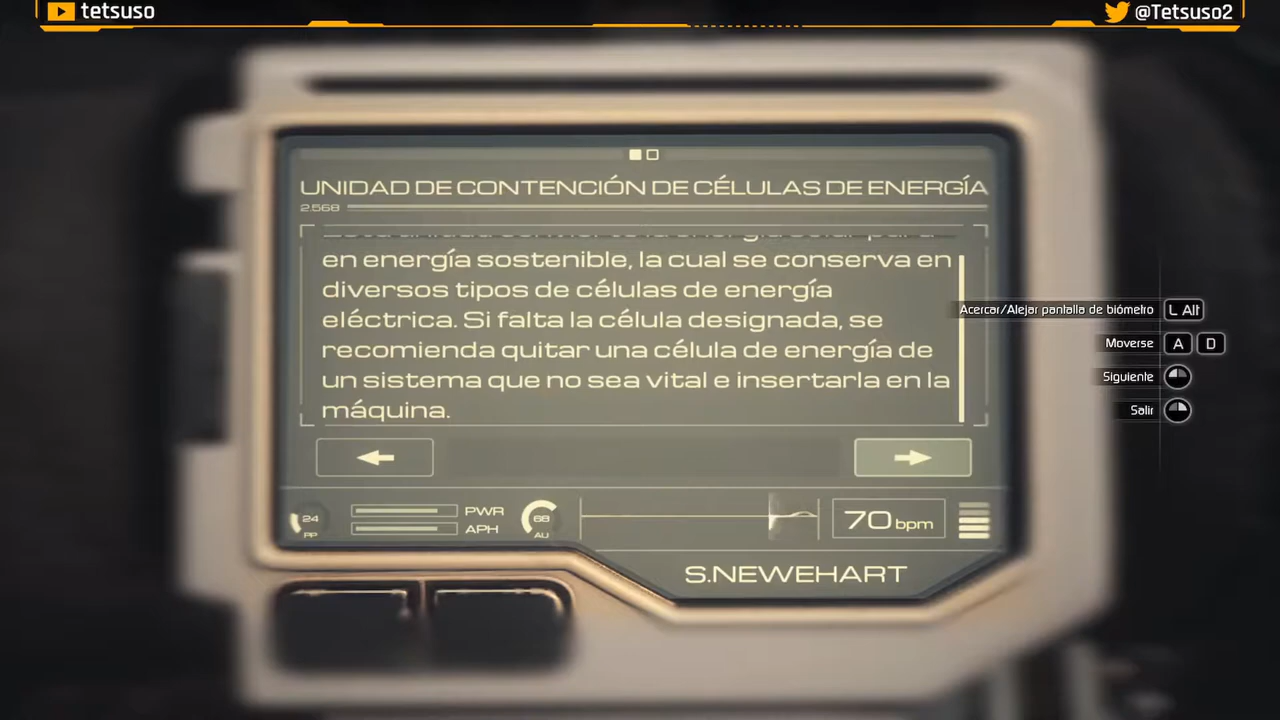 tetsuso
@Tetsuso2
UNIDAD DE CONTENCIÓN DE CÉLULAS DE ENERGÍA
2.568
en energía sostenible, la cual se conserva en
diversos tipos de células de energía
eléctrica. Si falta la célula designada, se
recomienda quitar una célula de energía de
un sistema que no sea vital e insertarla en la
máquina.
Acercar/Alejar pantalla de biómetro L Alt
Moverse A D
Siguiente
Salir
24
PP
PWR
APH
68
AU
70 bpm
S.NEWEHART